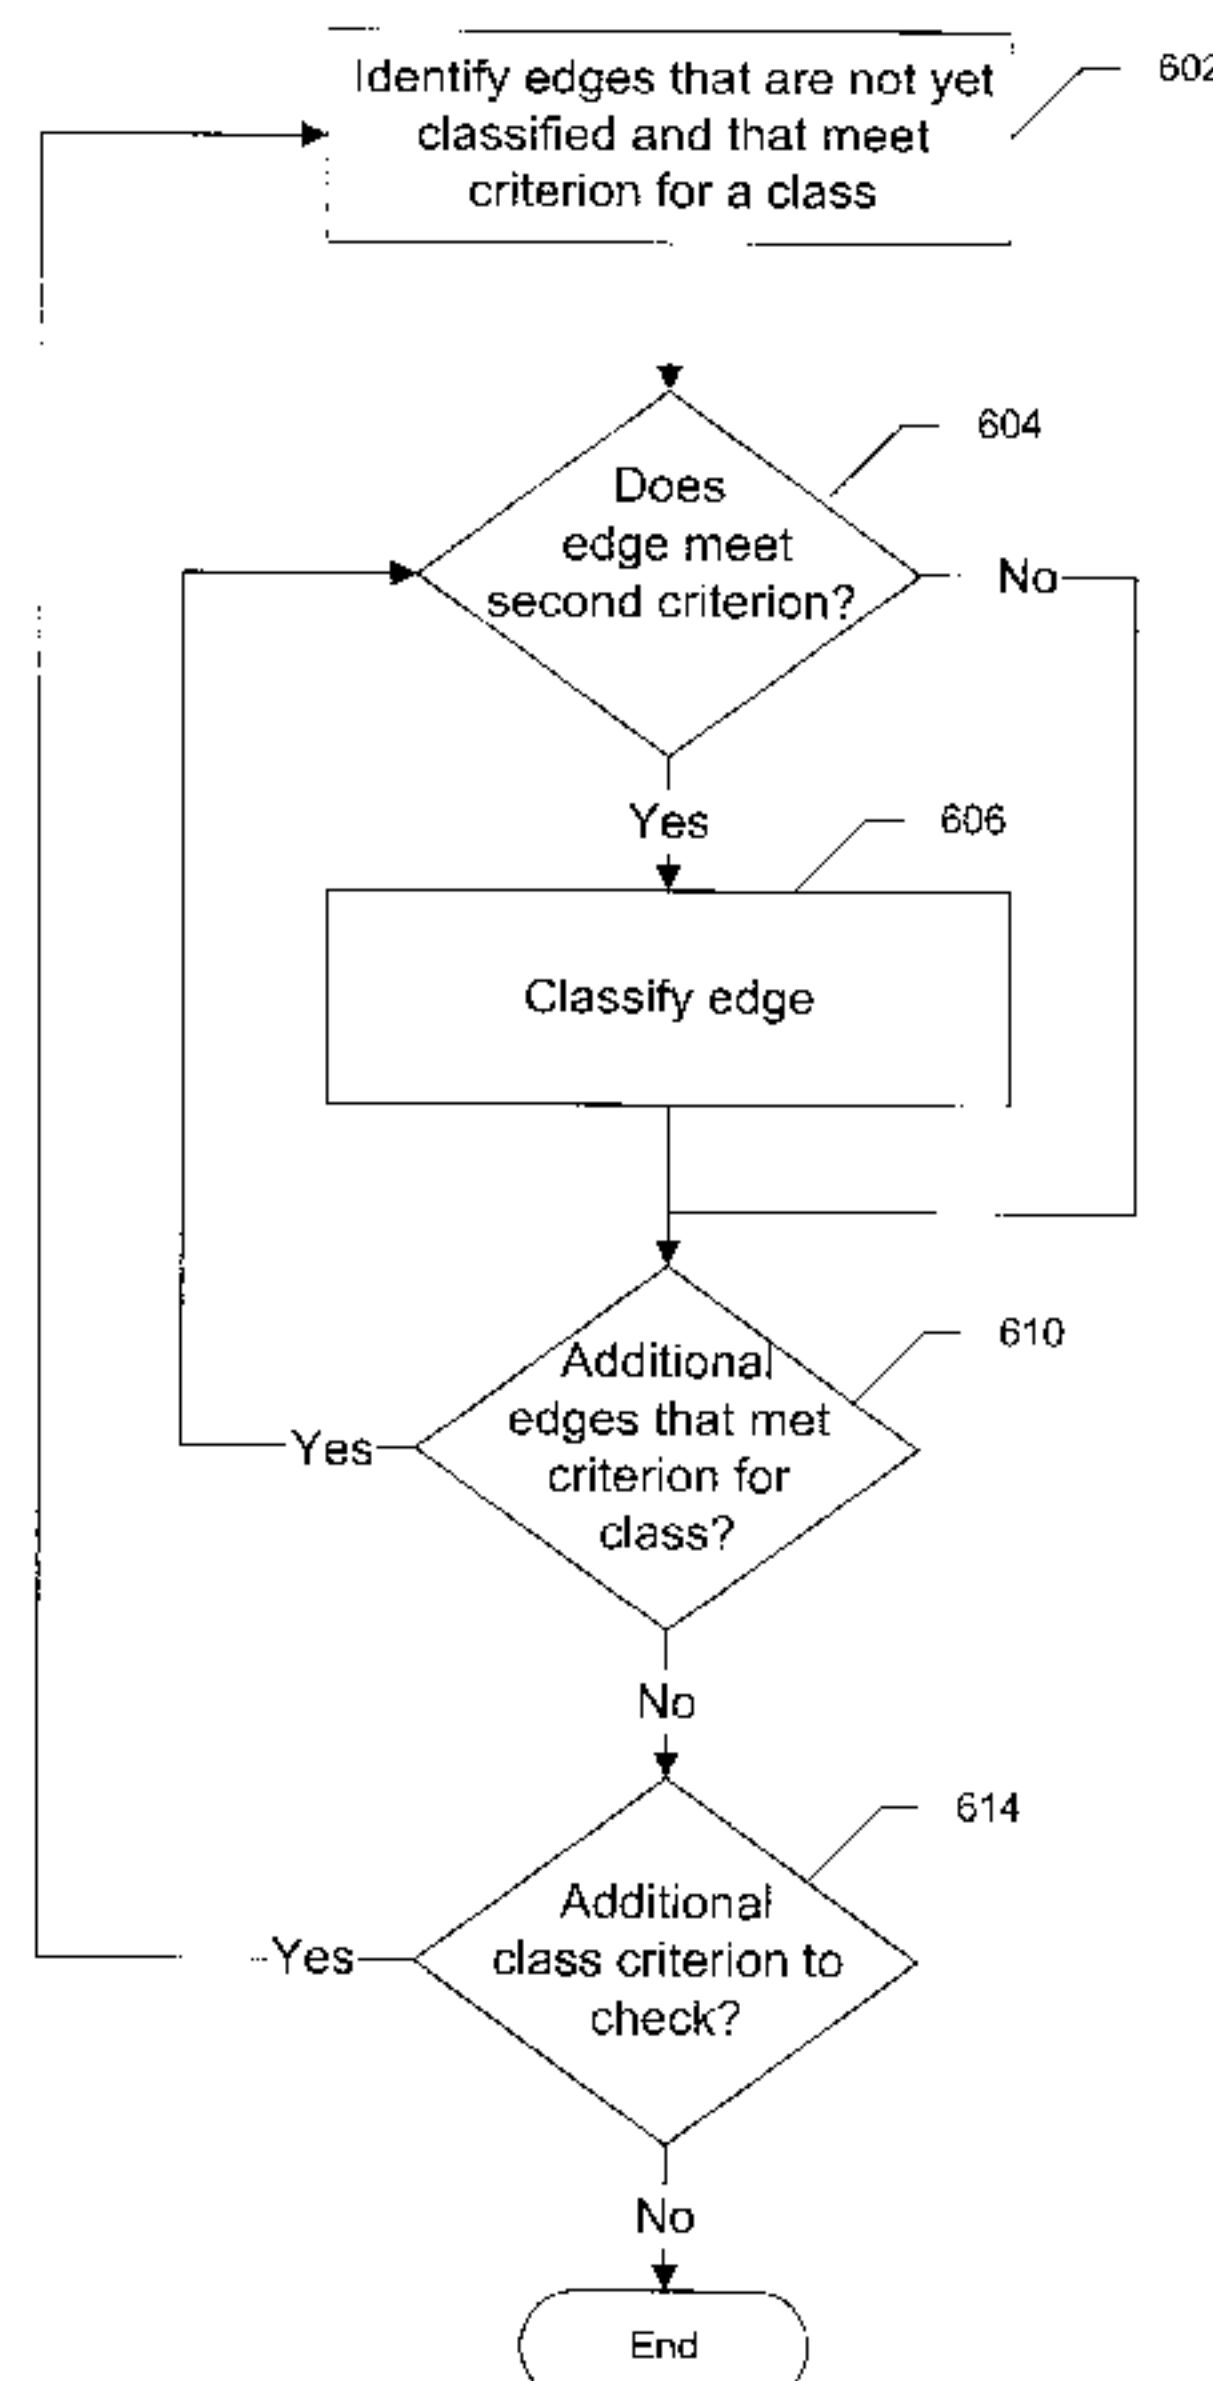 Identify edges that are not yet
classified and that meet
criterion for a class
602
604
Does
edge meet
second criterion?
No
Yes
606
Classify edge
610
Additional
edges that met
criterion for
class?
Yes
No
614
Additional
class criterion to
check?
Yes
No
End